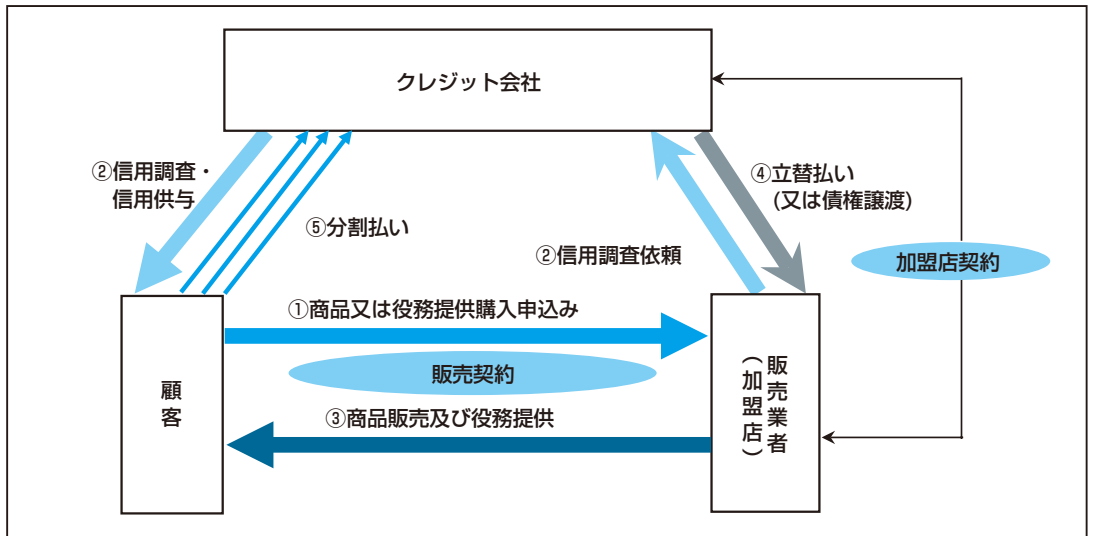 クレジット会社
②信用調査・
信用供与
⑤分割払い
④立替払い
(又は債権譲渡)
②信用調査依頼
加盟店契約
①商品又は役務提供購入申込み
販売契約
③商品販売及び役務提供
顧客
販売業者
（加盟店）